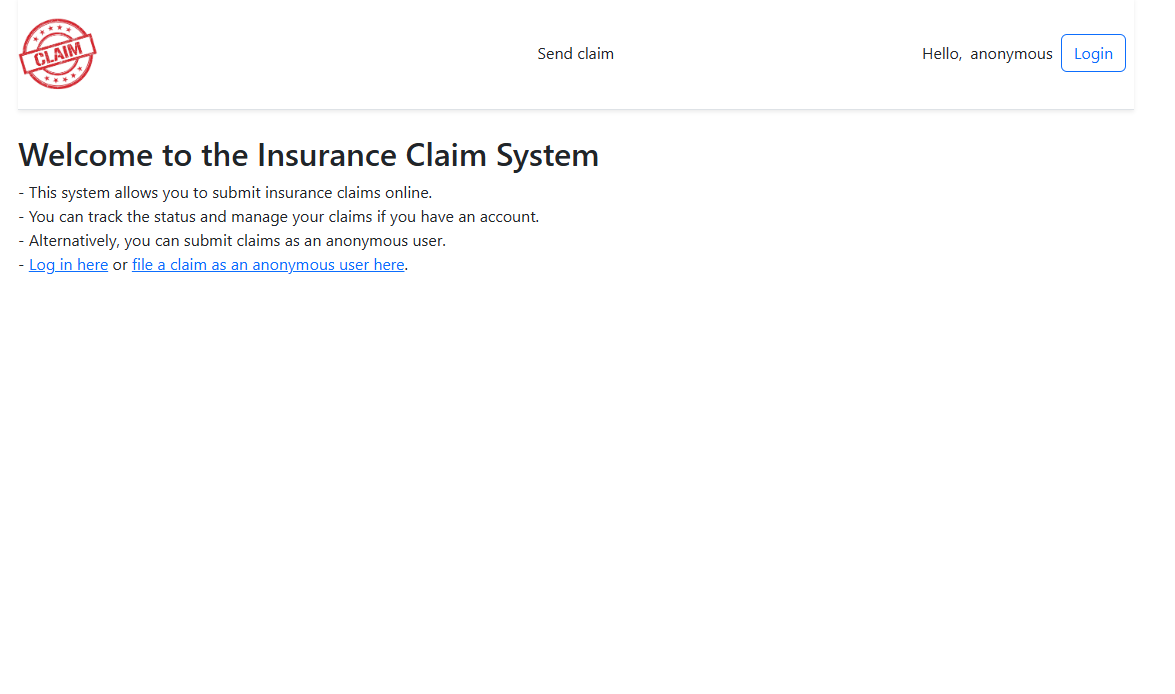 CLAIM
Send claim
Hello, anonymous
Login
Welcome to the Insurance Claim System
- This system allows you to submit insurance claims online.
- You can track the status and manage your claims if you have an account.
- Alternatively, you can submit claims as an anonymous user.
- Log in here or file a claim as an anonymous user here.